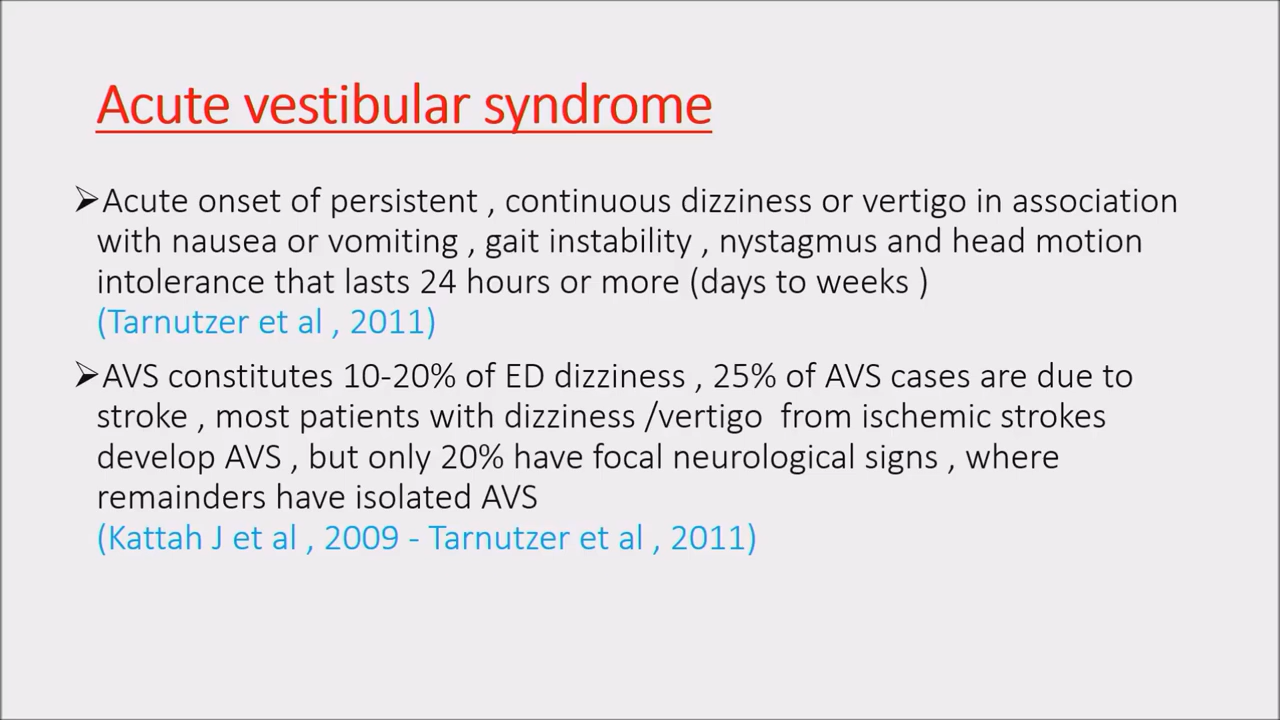 Acute vestibular syndrome
➢Acute onset of persistent , continuous dizziness or vertigo in association
with nausea or vomiting , gait instability , nystagmus and head motion
intolerance that lasts 24 hours or more (days to weeks )
(Tarnutzer et al , 2011)
➢AVS constitutes 10-20% of ED dizziness , 25% of AVS cases are due to
stroke , most patients with dizziness /vertigo  from ischemic strokes
develop AVS , but only 20% have focal neurological signs , where
remainders have isolated AVS
(Kattah J et al , 2009 - Tarnutzer et al , 2011)